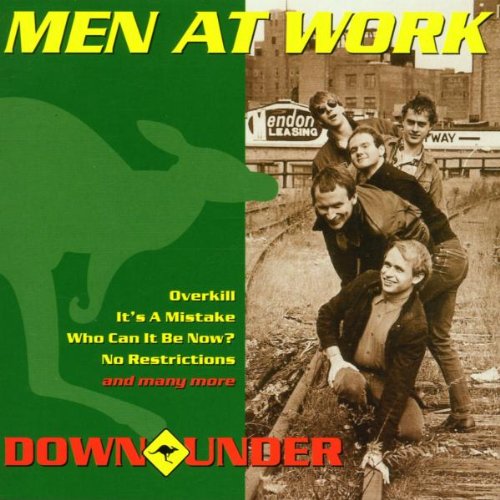 MEN AT WORK
endon
LEASING
WAY
Overkill
It's A Mistake
Who Can It Be Now?
No Restrictions
and many more
DOWN UNDER